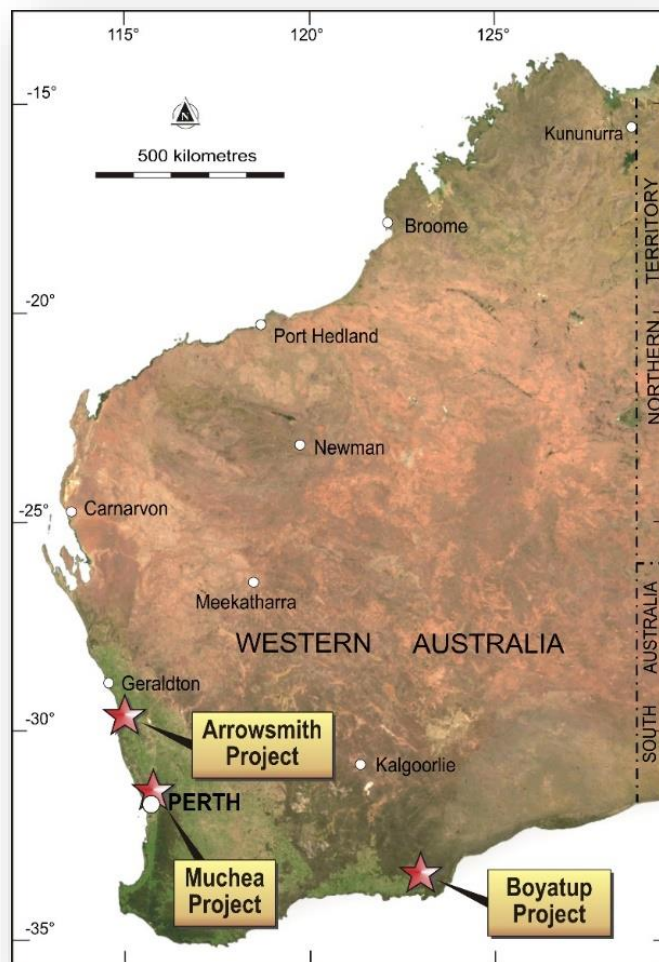 115°
120°
125°
-15°
N
500 kilometres
Kununurra
Broome
NORTHERN TERRITORY
-20°
Port Hedland
Newman
-25°
Carnarvon
Meekatharra
WESTERN AUSTRALIA
SOUTH AUSTRALIA
Geraldton
-30°
Arrowsmith
Project
Kalgoorlie
PERTH
Muchea
Project
Boyatup
Project
-35°